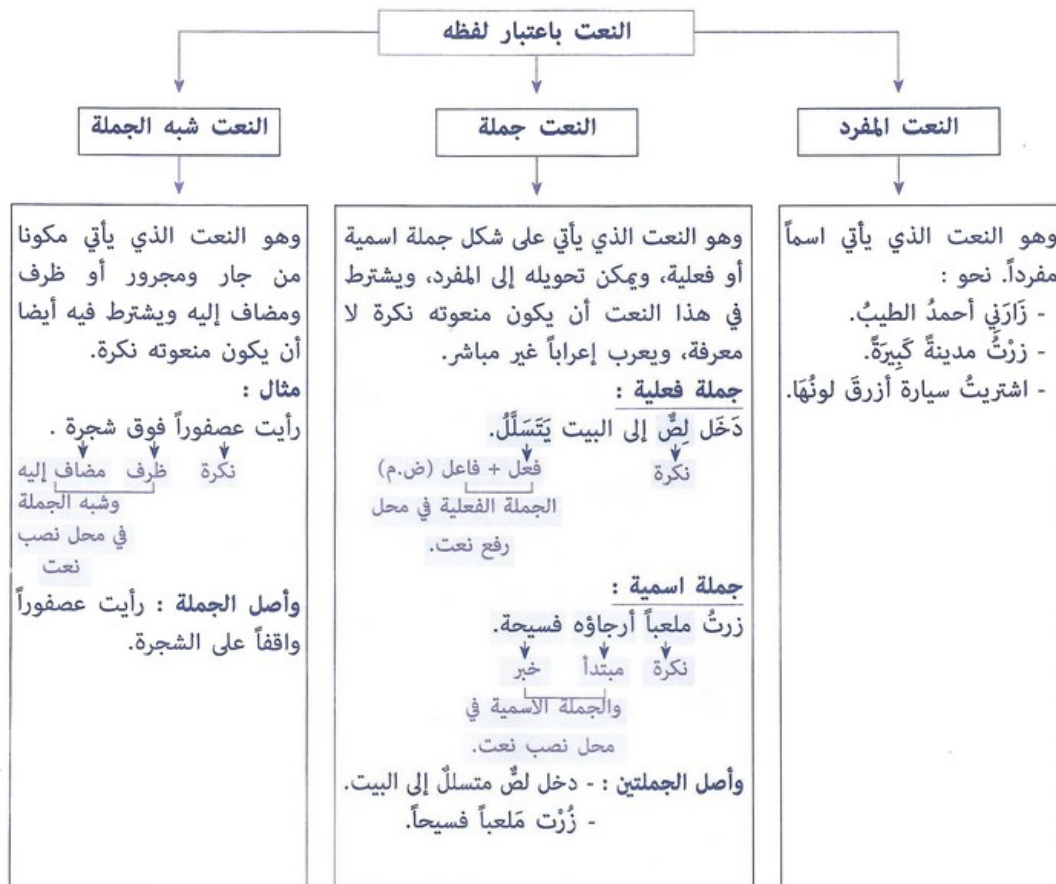 النعت باعتبار لفظه
النعت المفرد
النعت جملة
النعت شبه الجملة
وهو النعت الذي يأتي اسماً
مفرداً. نحو :
- زَارَنِي أحمدُ الطيبُ.
- زرْتُ مدينةً كَبِيرَةً.
- اشتريتُ سيارة أزرقَ لونُهَا.
وهو النعت الذي يأتي على شكل جملة اسمية
أو فعلية، ويمكن تحويله إلى المفرد، ويشترط
في هذا النعت أن يكون منعوته نكرة لا
معرفة، ويعرب إعراباً غير مباشر.
جملة فعلية :
دَخَل لِصٌّ إلى البيت يَتَسَلَّلُ.
نكرة فعل + فاعل (ض.م)
الجملة الفعلية في محل
رفع نعت.
جملة اسمية :
زرتُ ملعباً أرجاؤه فسيحة.
نكرة مبتدأ خبر
والجملة الاسمية في
محل نصب نعت.
وأصل الجملتين : - دخل لصٌّ متسللٌ إلى البيت.
- زُرْت مَلعباً فسيحاً.
وهو النعت الذي يأتي مكونا
من جار ومجرور أو ظرف
ومضاف إليه ويشترط فيه أيضا
أن يكون منعوته نكرة.
مثال :
رأيت عصفوراً فوق شجرة .
نكرة ظرف مضاف إليه
وشبه الجملة
في محل نصب
نعت
وأصل الجملة : رأيت عصفوراً
واقفاً على الشجرة.